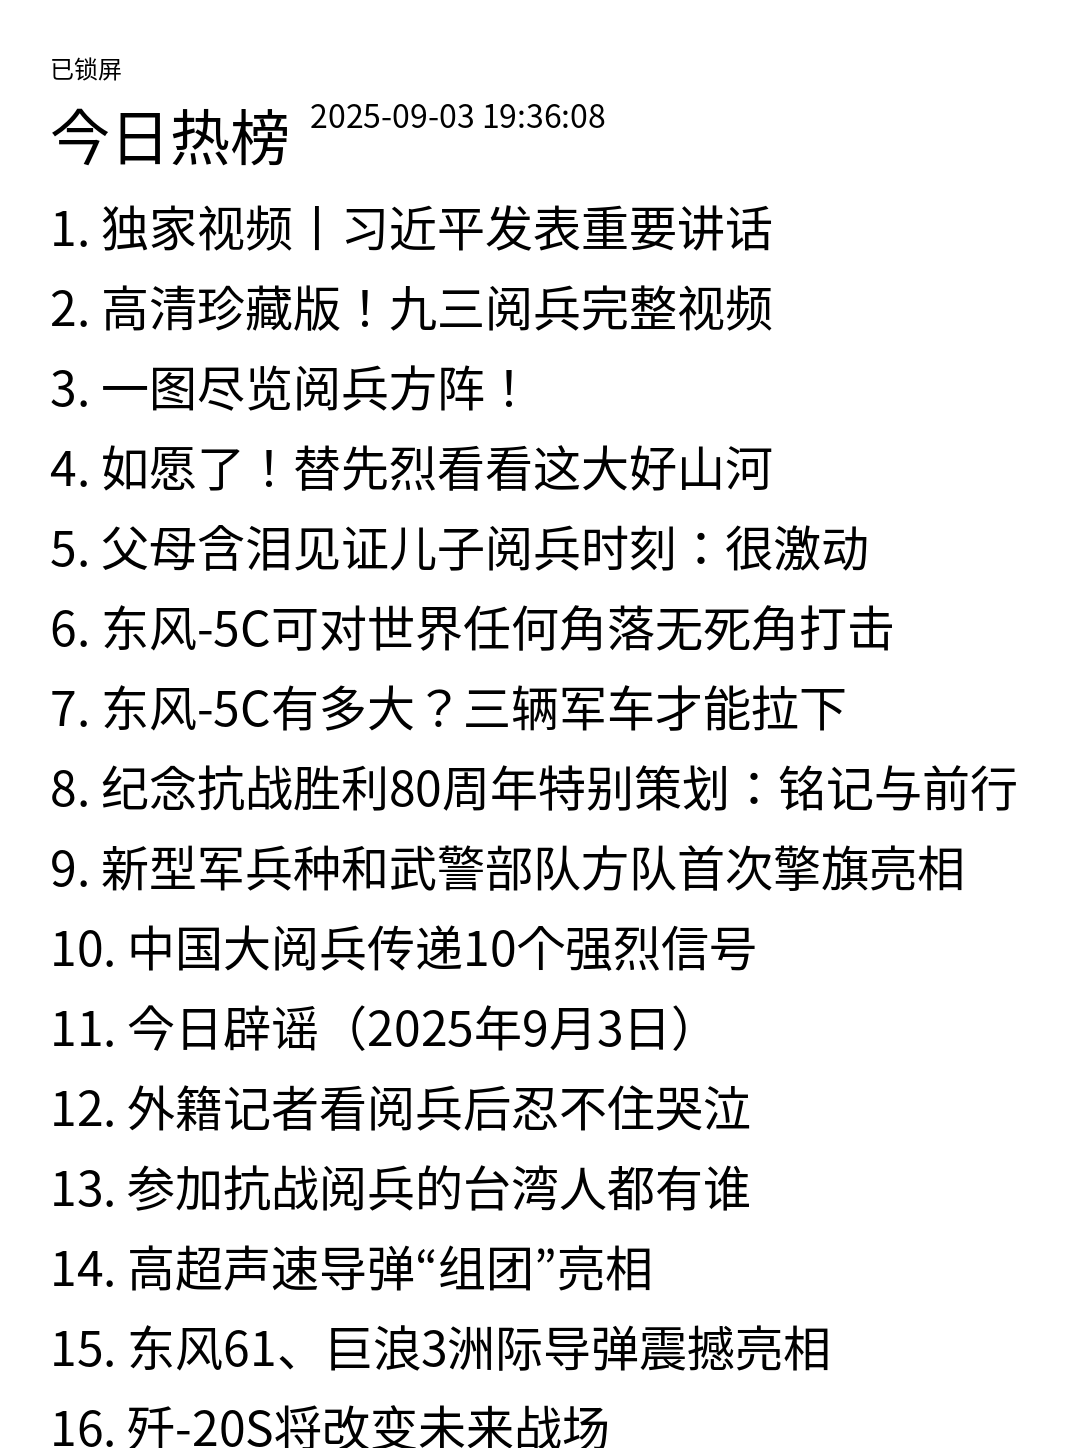 已锁屏
今日热榜 2025-09-03 19:36:08
1. 独家视频丨习近平发表重要讲话
2. 高清珍藏版！九三阅兵完整视频
3. 一图尽览阅兵方阵！
4. 如愿了！替先烈看看这大好山河
5. 父母含泪见证儿子阅兵时刻：很激动
6. 东风-5C可对世界任何角落无死角打击
7. 东风-5C有多大？三辆军车才能拉下
8. 纪念抗战胜利80周年特别策划：铭记与前行
9. 新型军兵种和武警部队方队首次擎旗亮相
10. 中国大阅兵传递10个强烈信号
11. 今日辟谣（2025年9月3日）
12. 外籍记者看阅兵后忍不住哭泣
13. 参加抗战阅兵的台湾人都有谁
14. 高超声速导弹“组团”亮相
15. 东风61、巨浪3洲际导弹震撼亮相
16. 歼-20S将改变未来战场